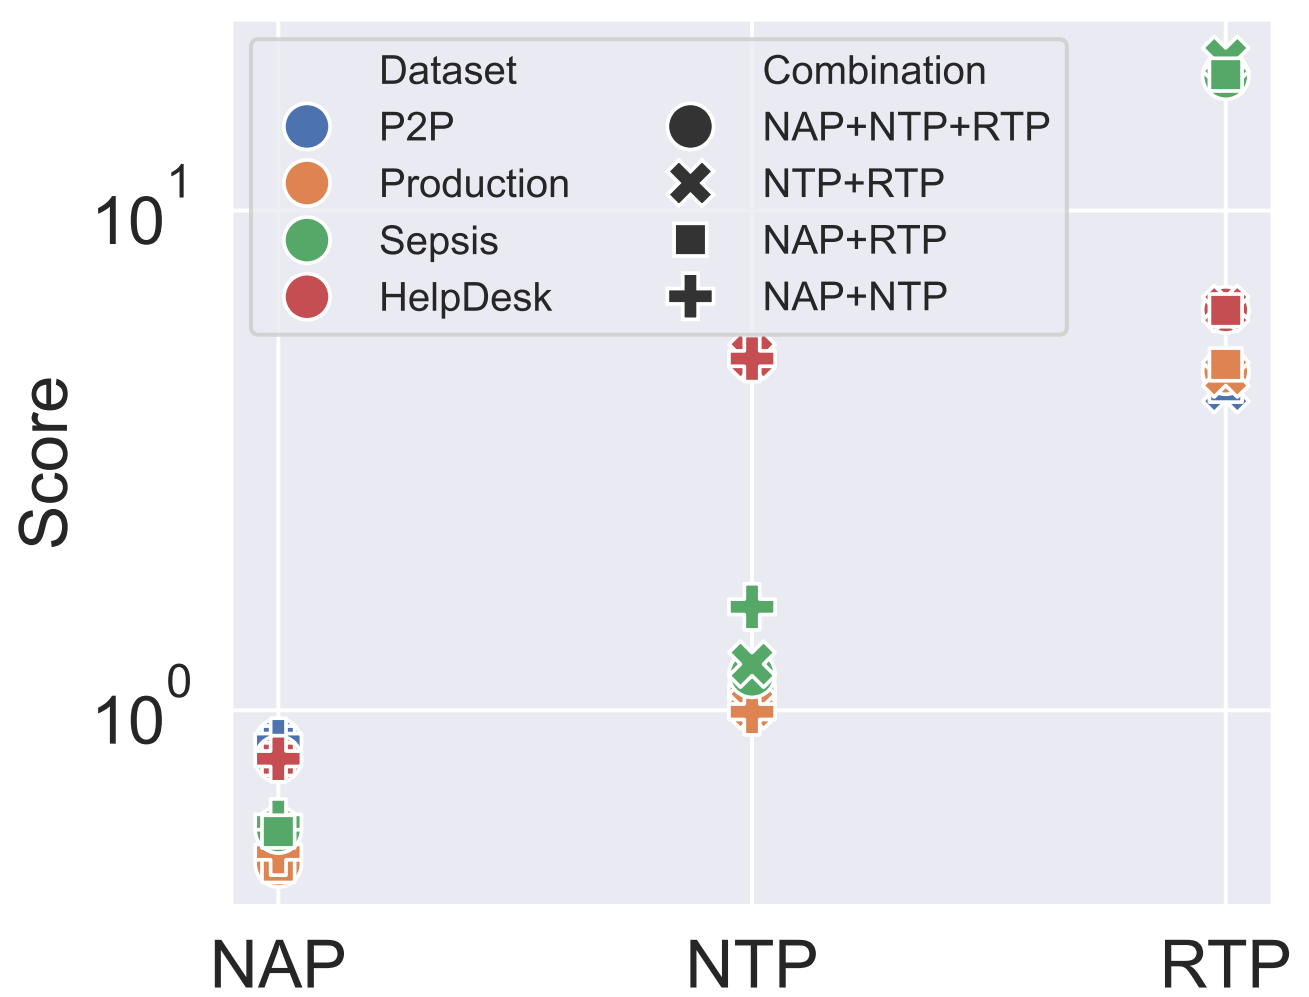 Dataset
P2P
Production
Sepsis
HelpDesk
Combination
NAP+NTP+RTP
NTP+RTP
NAP+RTP
NAP+NTP
10^1
10^0
Score
NAP NTP RTP